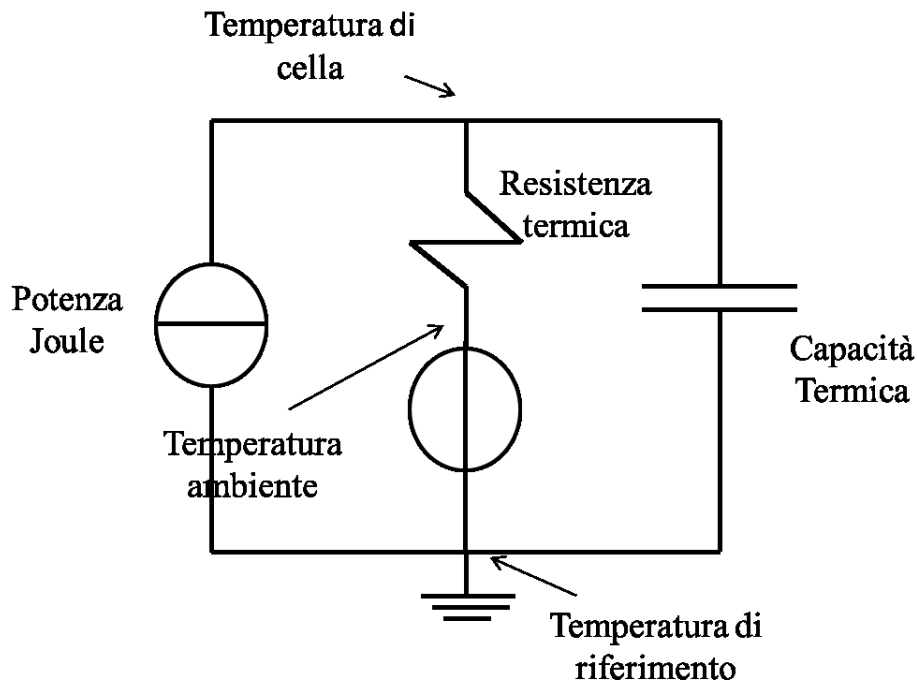 Temperatura di
cella
Resistenza
termica
Potenza
Joule
Capacità
Termica
Temperatura
ambiente
Temperatura di
riferimento